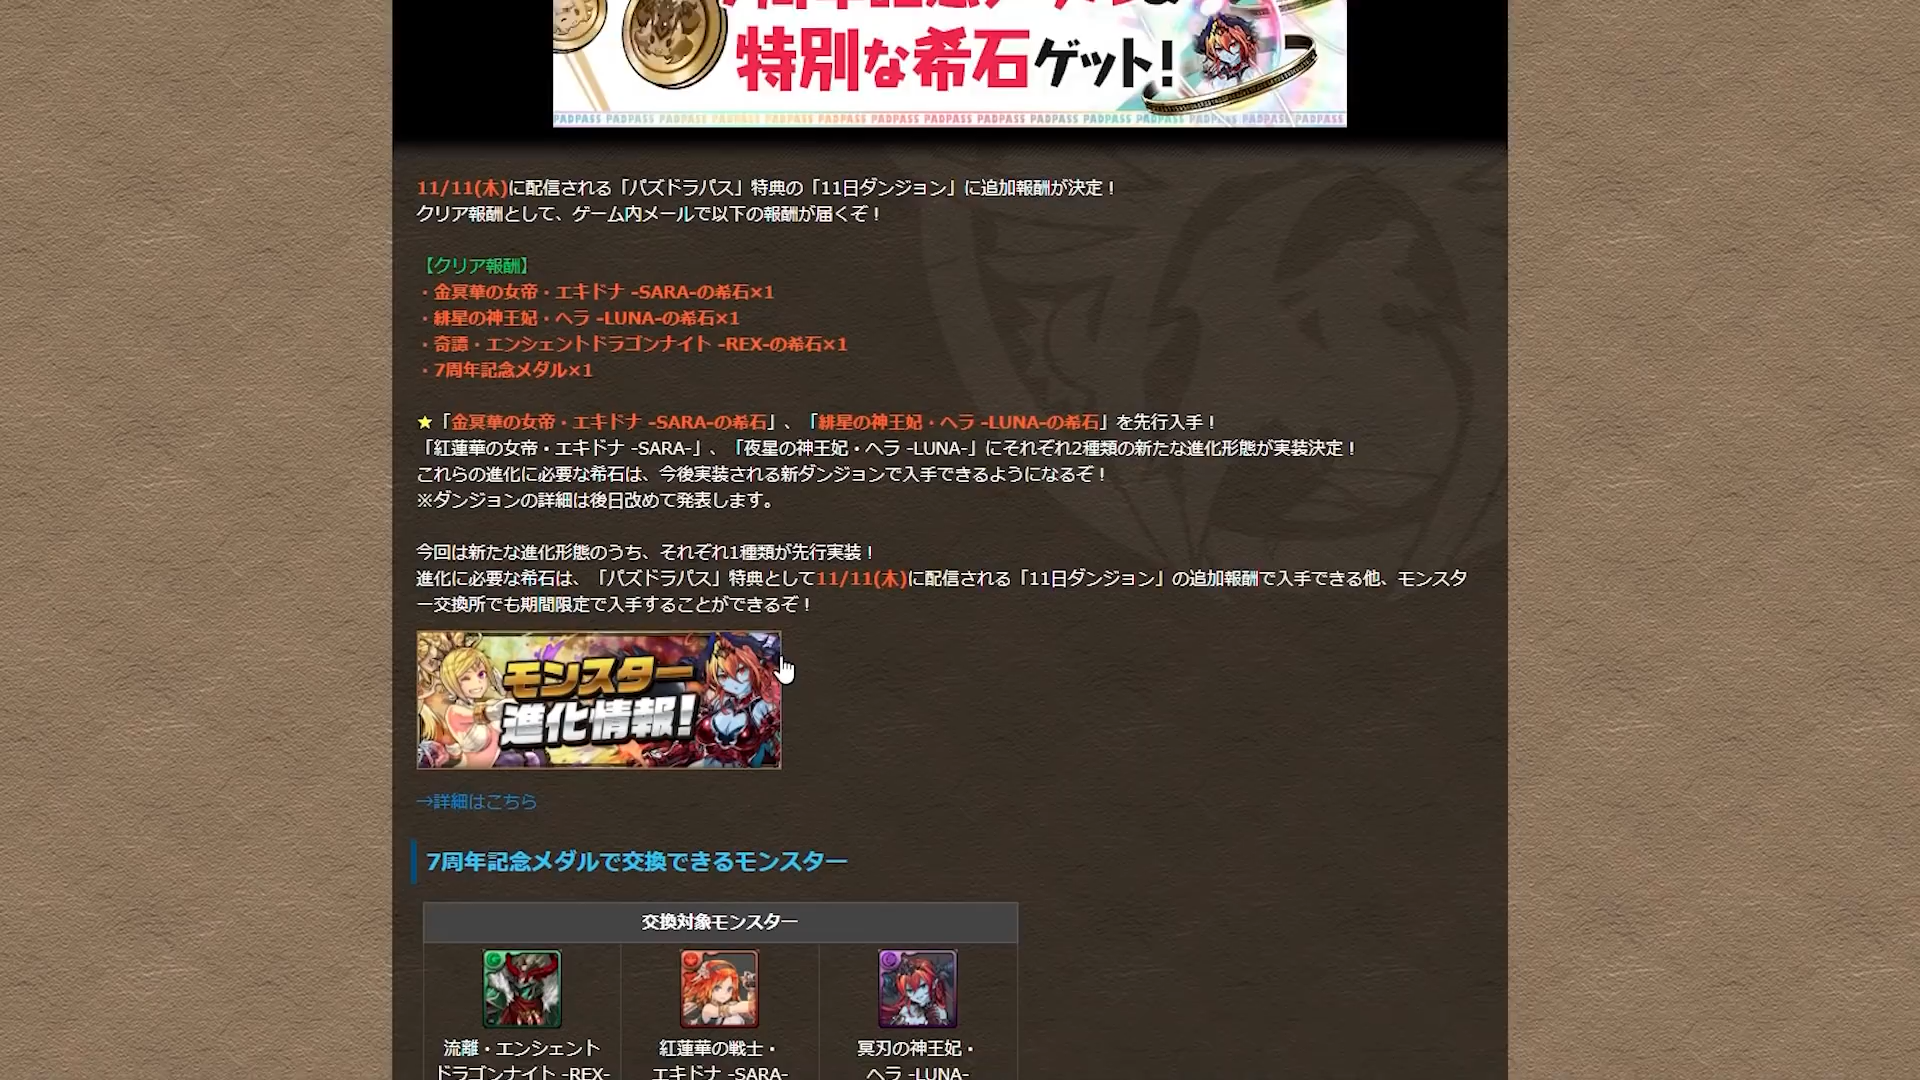 特別な希石ゲット!
PADPASS PADPASS PADPASS PADPASS PADPASS PADPASS PADPASS PADPASS PADPASS PADPASS PADPASS PADPASS PADPASS PADPASS PADPASS
11/11(木)に配信される「パズドラパス」特典の「11日ダンジョン」に追加報酬が決定！
クリア報酬として、ゲーム内メールで以下の報酬が届くぞ！
【クリア報酬】
・金冥華の女帝・エキドナ -SARA-の希石×1
・緋星の神王妃・ヘラ -LUNA-の希石×1
・奇譚・エンシェントドラゴンナイト -REX-の希石×1
・7周年記念メダル×1
★「金冥華の女帝・エキドナ -SARA-の希石」、「緋星の神王妃・ヘラ -LUNA-の希石」を先行入手！
「紅蓮華の女帝・エキドナ -SARA-」、「夜星の神王妃・ヘラ -LUNA-」にそれぞれ2種類の新たな進化形態が実装決定！
これらの進化に必要な希石は、今後実装される新ダンジョンで入手できるようになるぞ！
※ダンジョンの詳細は後日改めて発表します。
今回は新たな進化形態のうち、それぞれ1種類が先行実装！
進化に必要な希石は、「パズドラパス」特典として11/11(木)に配信される「11日ダンジョン」の追加報酬で入手できる他、モンスタ
ー交換所でも期間限定で入手することができるぞ！
モンスター
進化情報!
→詳細はこちら
7周年記念メダルで交換できるモンスター
交換対象モンスター
流離・エンシェント
ドラゴンナイト -REX-
紅蓮華の戦士・
エキドナ -SARA-
冥刃の神王妃・
ヘラ -LUNA-